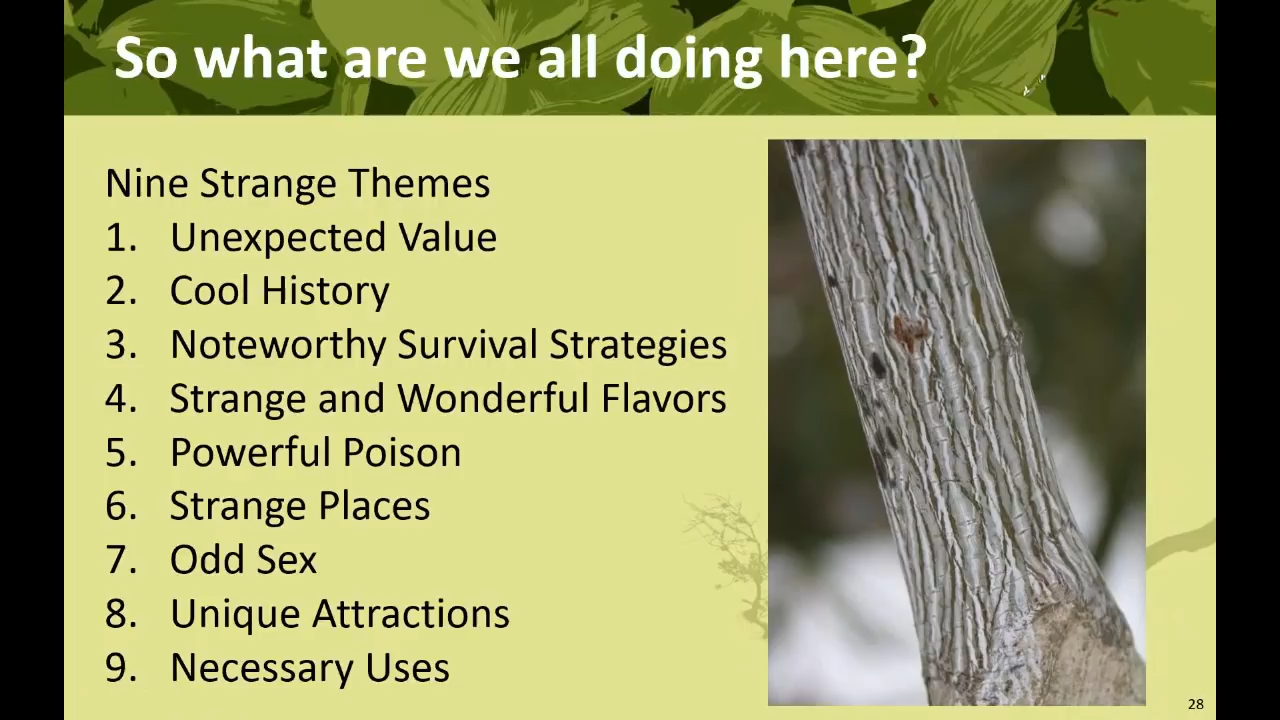 So what are we all doing here?
Nine Strange Themes
1. Unexpected Value
2. Cool History
3. Noteworthy Survival Strategies
4. Strange and Wonderful Flavors
5. Powerful Poison
6. Strange Places
7. Odd Sex
8. Unique Attractions
9. Necessary Uses
28